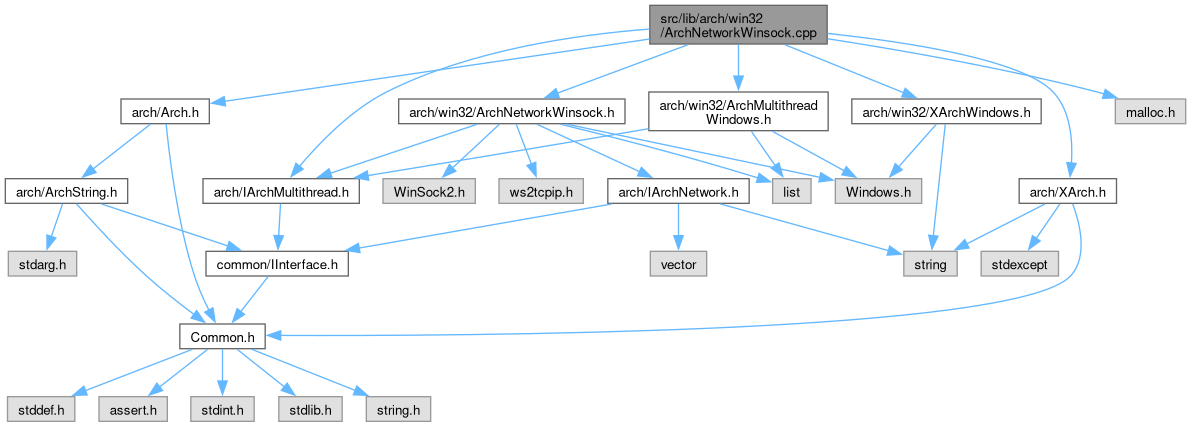 src/lib/arch/win32
/ArchNetworkWinsock.cpp
arch/Arch.h
arch/win32/ArchNetworkWinsock.h
arch/win32/ArchMultithread
Windows.h
arch/win32/XArchWindows.h
malloc.h
arch/ArchString.h
arch/IArchMultithread.h
WinSock2.h
ws2tcpip.h
arch/IArchNetwork.h
list
Windows.h
arch/XArch.h
stdarg.h
common/IInterface.h
vector
string
stdexcept
Common.h
stddef.h
assert.h
stdint.h
stdlib.h
string.h